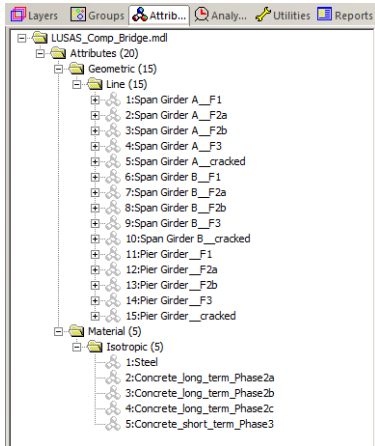 Layers Groups Attrib... Analy... Utilities Reports
LUSAS_Comp_Bridge.mdl
Attributes (20)
Geometric (15)
Line (15)
1:Span Girder A__F1
2:Span Girder A__F2a
3:Span Girder A__F2b
4:Span Girder A__F3
5:Span Girder A__cracked
6:Span Girder B__F1
7:Span Girder B__F2a
8:Span Girder B__F2b
9:Span Girder B__F3
10:Span Girder B__cracked
11:Pier Girder__F1
12:Pier Girder__F2a
13:Pier Girder__F2b
14:Pier Girder__F3
15:Pier Girder__cracked
Material (5)
Isotropic (5)
1:Steel
2:Concrete_long_term_Phase2a
3:Concrete_long_term_Phase2b
4:Concrete_long_term_Phase2c
5:Concrete_short_term_Phase3